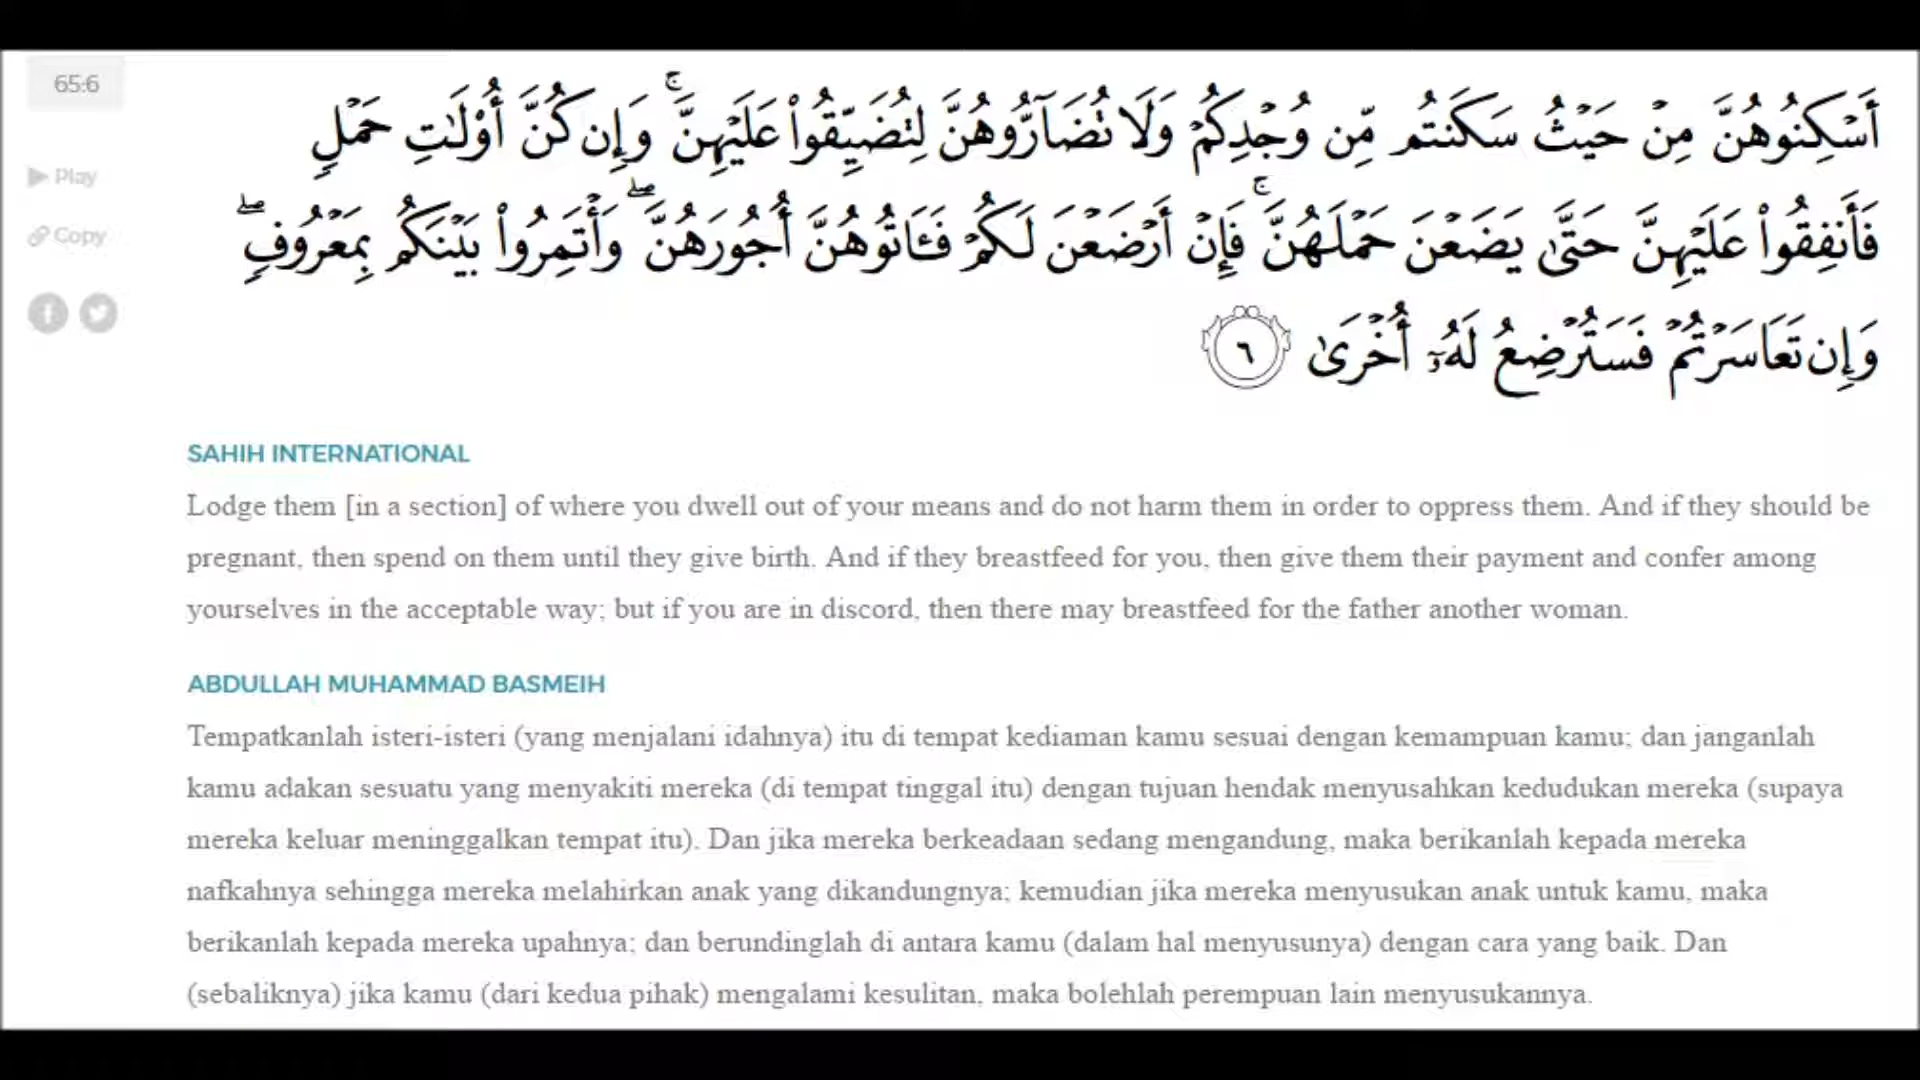 65:6
Play
Copy
أَسْكِنُوهُنَّ مِنْ حَيْثُ سَكَنتُم مِّن وُجْدِكُمْ وَلَا تُضَآرُّوهُنَّ لِتُضَيِّقُوا۟ عَلَيْهِنَّ ۚ وَإِن كُنَّ أُو۟لَـٰتِ حَمْلٍ
فَأَنفِقُوا۟ عَلَيْهِنَّ حَتَّىٰ يَضَعْنَ حَمْلَهُنَّ ۚ فَإِنْ أَرْضَعْنَ لَكُمْ فَـَٔاتُوهُنَّ أُجُورَهُنَّ ۖ وَأْتَمِرُوا۟ بَيْنَكُم بِمَعْرُوفٍ ۖ
وَإِن تَعَاسَرْتُمْ فَسَتُرْضِعُ لَهُۥٓ أُخْرَىٰ ٦
SAHIH INTERNATIONAL
Lodge them [in a section] of where you dwell out of your means and do not harm them in order to oppress them. And if they should be
pregnant, then spend on them until they give birth. And if they breastfeed for you, then give them their payment and confer among
yourselves in the acceptable way; but if you are in discord, then there may breastfeed for the father another woman.
ABDULLAH MUHAMMAD BASMEIH
Tempatkanlah isteri-isteri (yang menjalani idahnya) itu di tempat kediaman kamu sesuai dengan kemampuan kamu; dan janganlah
kamu adakan sesuatu yang menyakiti mereka (di tempat tinggal itu) dengan tujuan hendak menyusahkan kedudukan mereka (supaya
mereka keluar meninggalkan tempat itu). Dan jika mereka berkeadaan sedang mengandung, maka berikanlah kepada mereka
nafkahnya sehingga mereka melahirkan anak yang dikandungnya; kemudian jika mereka menyusukan anak untuk kamu, maka
berikanlah kepada mereka upahnya; dan berundinglah di antara kamu (dalam hal menyusunya) dengan cara yang baik. Dan
(sebaliknya) jika kamu (dari kedua pihak) mengalami kesulitan, maka bolehlah perempuan lain menyusukannya.